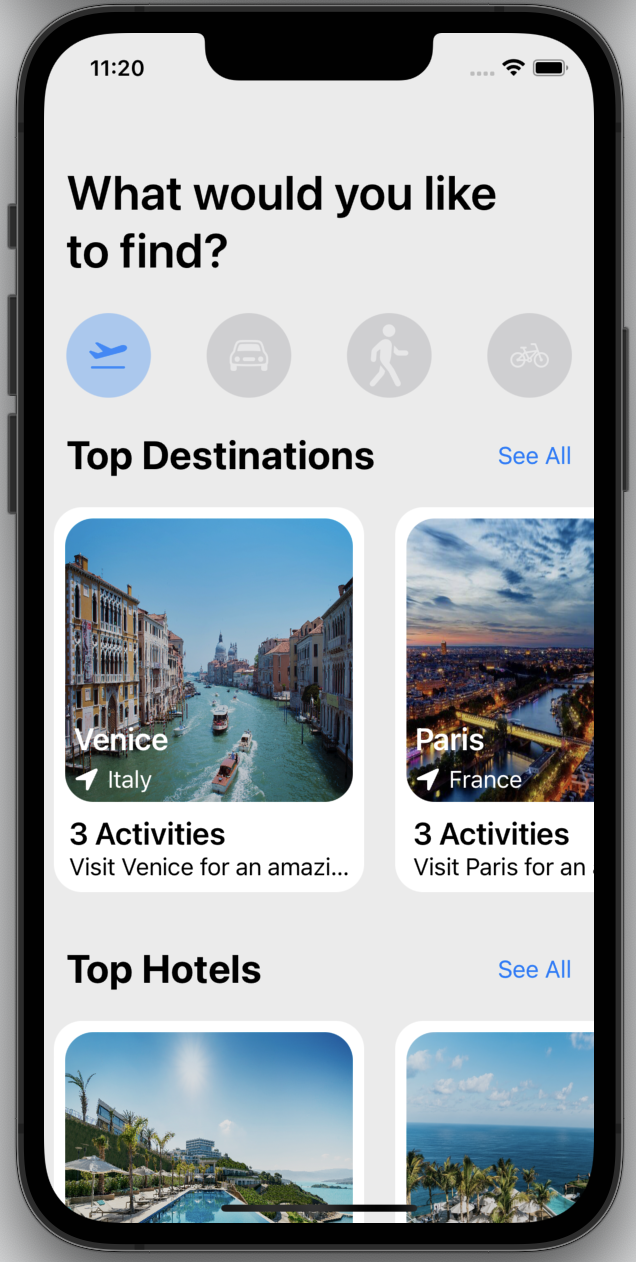 11:20
What would you like
to find?
Top Destinations
See All
Venice
Italy
3 Activities
Visit Venice for an amazi...
Paris
France
3 Activities
Visit Paris for an
Top Hotels
See All